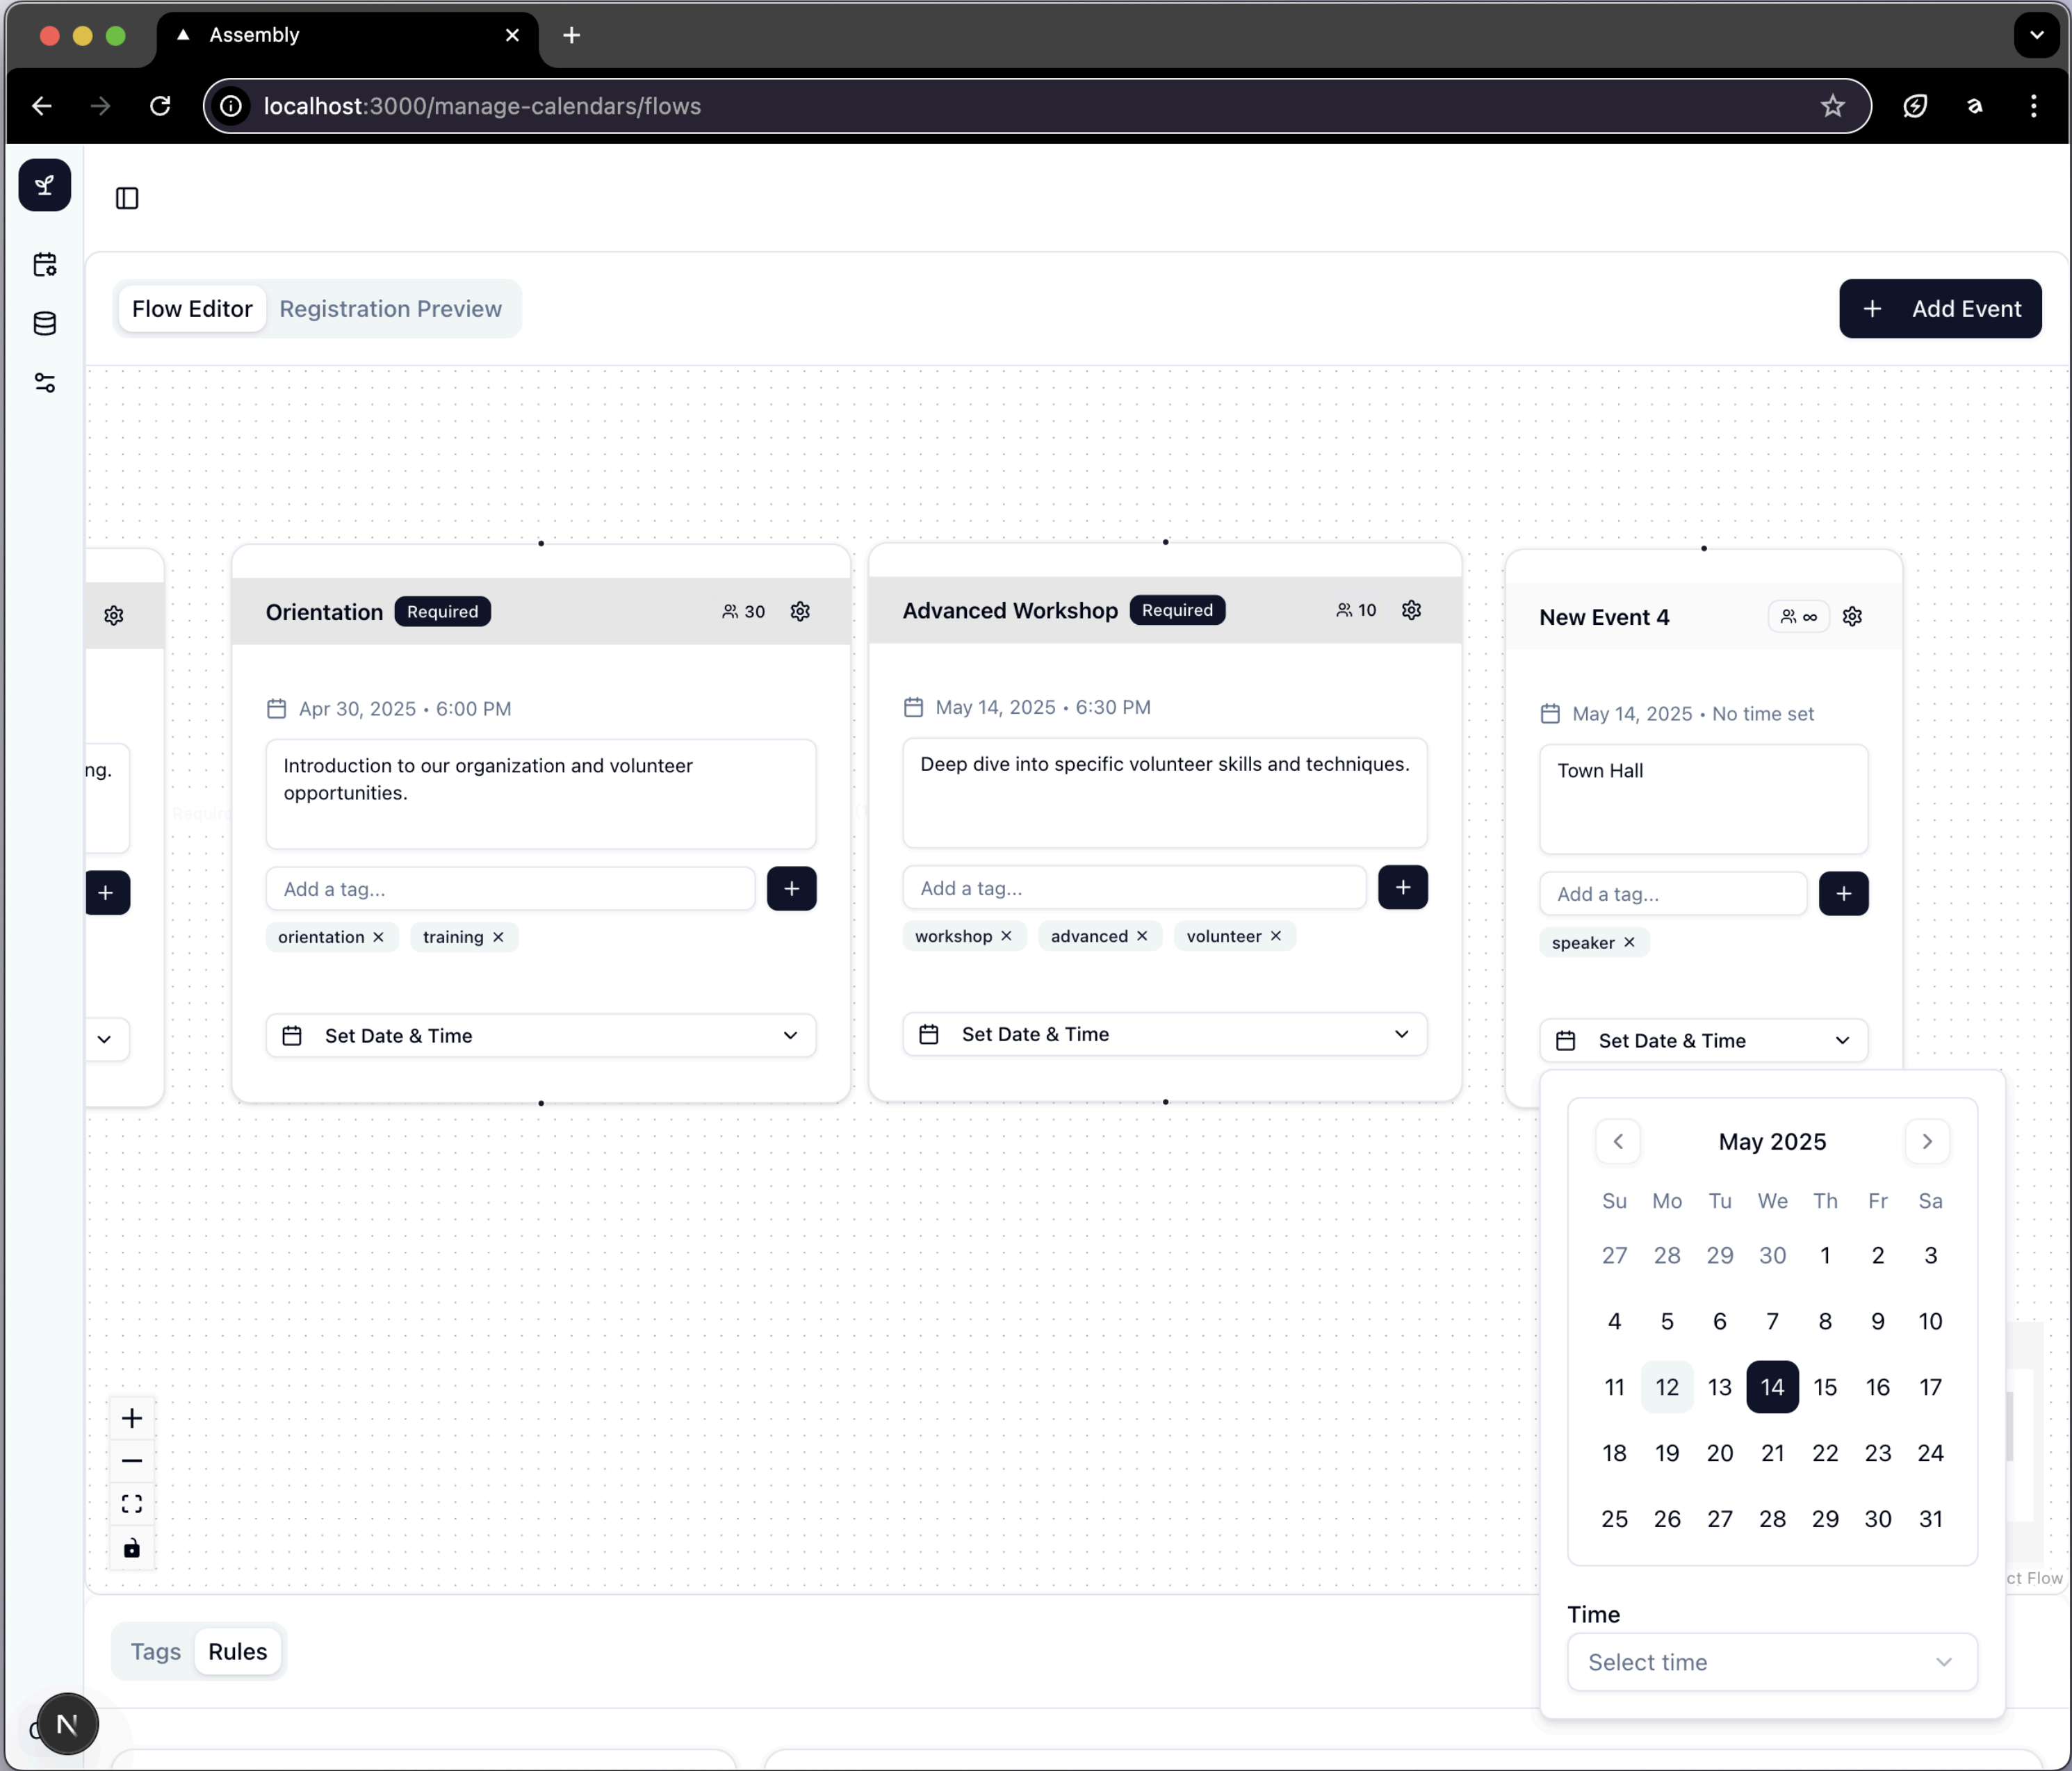 Assembly
localhost:3000/manage-calendars/flows
Flow Editor
Registration Preview
Add Event
ng.
Require
Orientation
Required
30
Apr 30, 2025 • 6:00 PM
Introduction to our organization and volunteer
opportunities.
Add a tag...
orientation
training
Set Date & Time
Advanced Workshop
Required
10
May 14, 2025 • 6:30 PM
Deep dive into specific volunteer skills and techniques.
Add a tag...
workshop
advanced
volunteer
Set Date & Time
New Event 4
∞
May 14, 2025 • No time set
Town Hall
Add a tag...
speaker
Set Date & Time
May 2025
Su Mo Tu We Th Fr Sa
27 28 29 30 1 2 3
4 5 6 7 8 9 10
11 12 13 14 15 16 17
18 19 20 21 22 23 24
25 26 27 28 29 30 31
Time
Select time
ct Flow
Tags
Rules
N